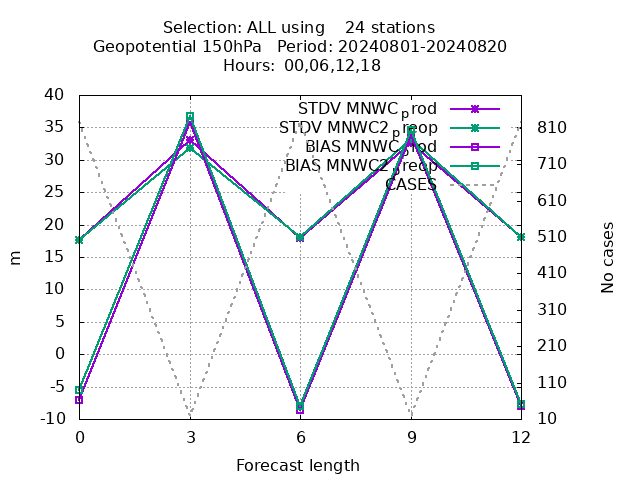 Selection: ALL using    24 stations
Geopotential 150hPa   Period: 20240801-20240820
Hours: 00,06,12,18
STDV MNWC_prod
STDV MNWC2_preop
BIAS MNWC_prod
BIAS MNWC2_preop
CASES
40
35
30
25
20
15
10
5
0
-5
-10
m
810
710
610
510
410
310
210
110
10
No cases
0 3 6 9 12
Forecast length